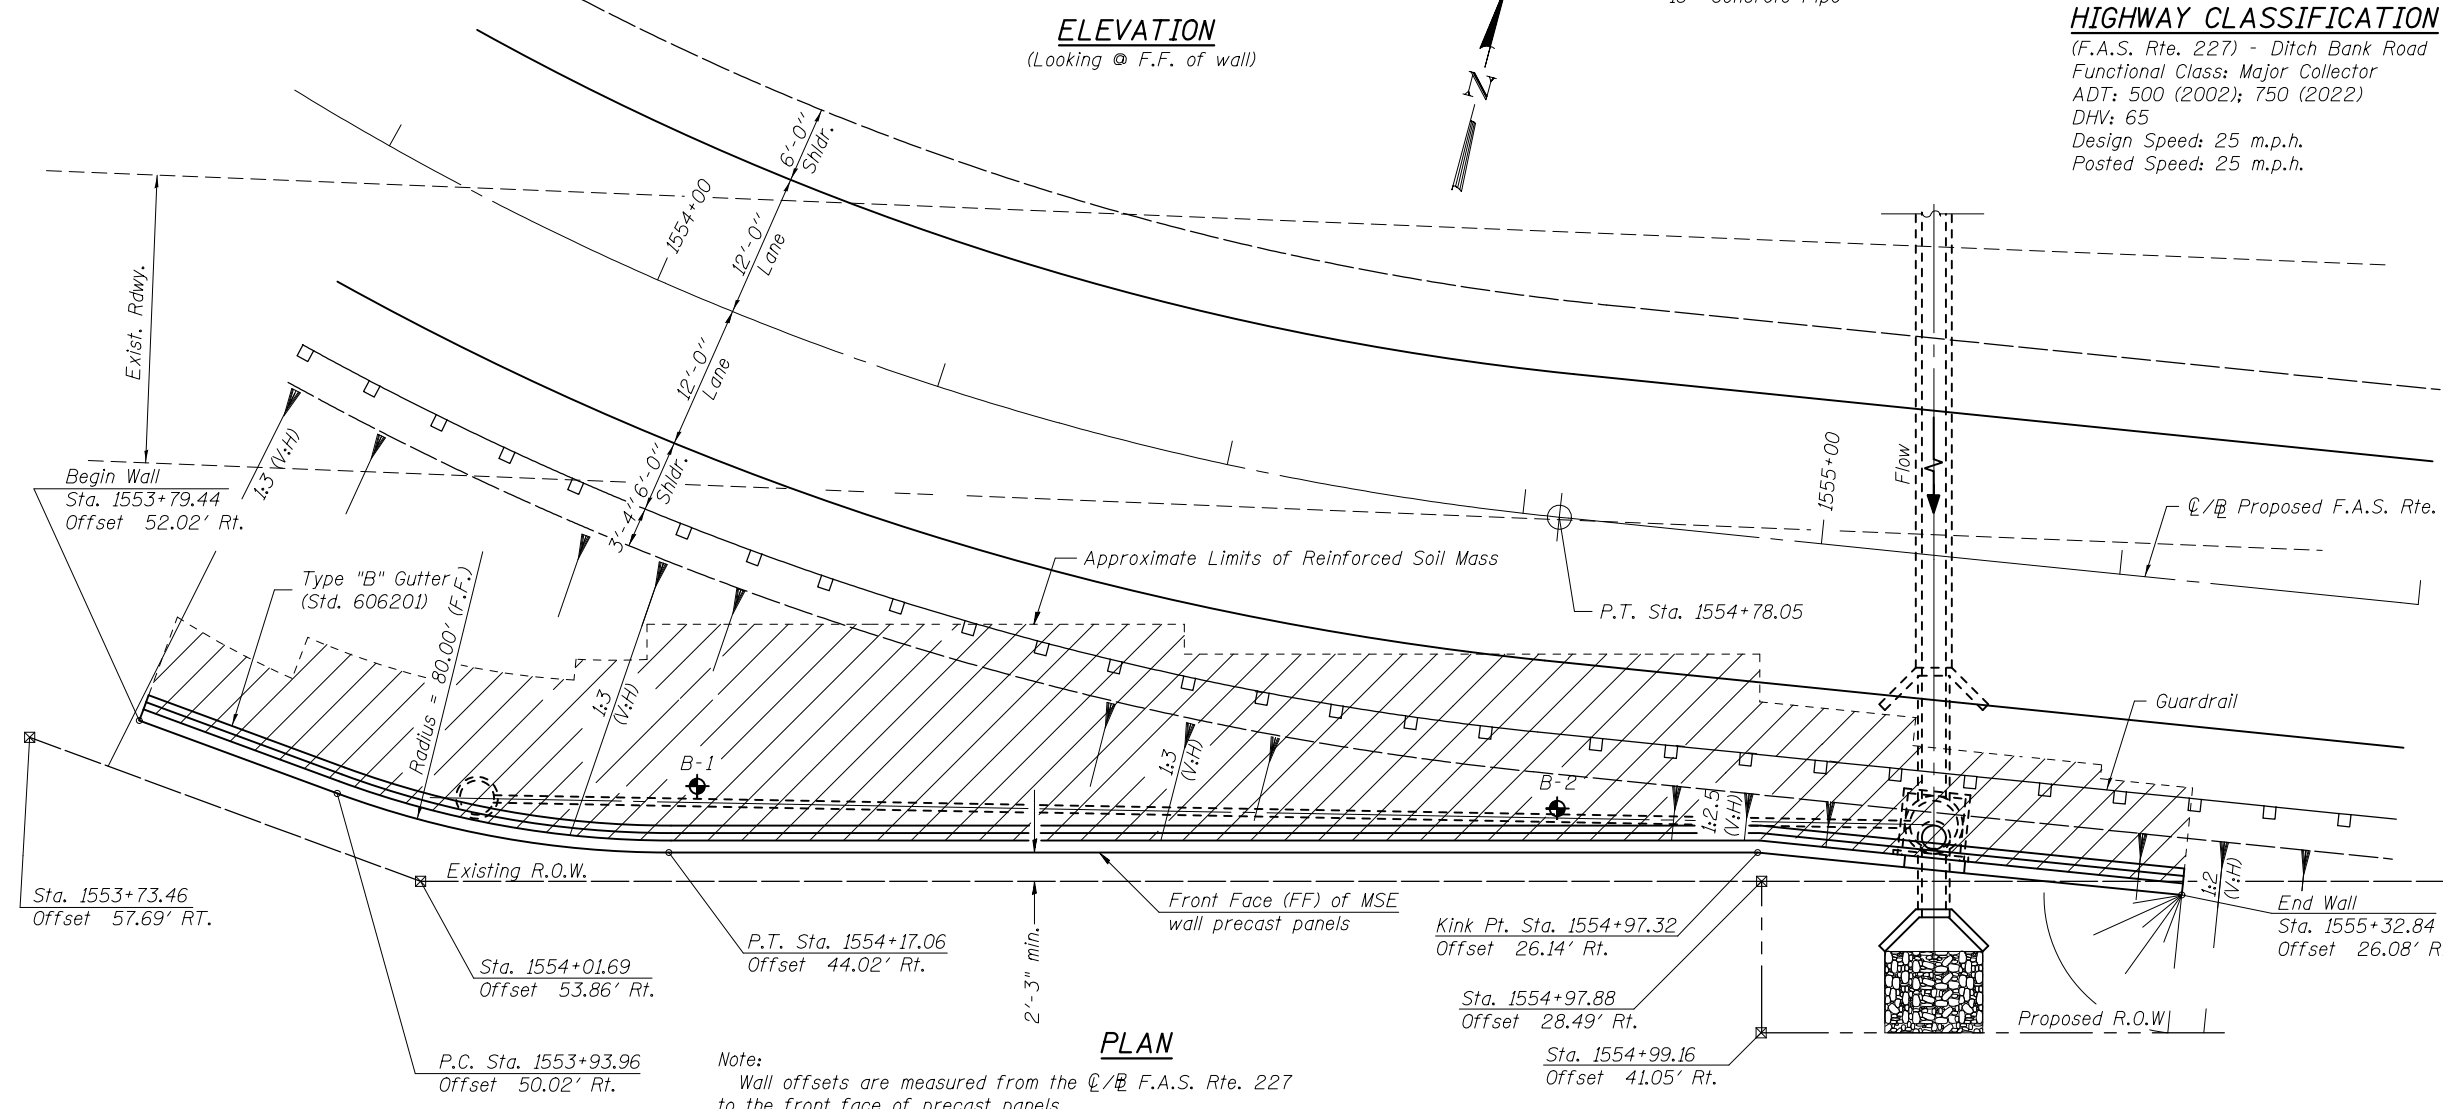 ELEVATION
(Looking @ F.F. of wall)
N
HIGHWAY CLASSIFICATION
(F.A.S. Rte. 227) - Ditch Bank Road
Functional Class: Major Collector
ADT: 500 (2002); 750 (2022)
DHV: 65
Design Speed: 25 m.p.h.
Posted Speed: 25 m.p.h.
6'-0"
Shldr.
1554+00
12'-0"
Lane
Exist. Rdwy.
12'-0"
Lane
6'-0"
Shldr.
3'-4"
1:3 (V:H)
Begin Wall
Sta. 1553+79.44
Offset 52.02' Rt.
1555+00
Flow
℄/BL Proposed F.A.S. Rte.
Approximate Limits of Reinforced Soil Mass
P.T. Sta. 1554+78.05
Type "B" Gutter
(Std. 606201)
Radius = 80.00' (F.F.)
1:3
(V:H)
Guardrail
B-1
1:3
(V:H)
B-2
1:2.5
(V:H)
Existing R.O.W.
1:2
(V:H)
Sta. 1553+73.46
Offset 57.69' RT.
Front Face (FF) of MSE
wall precast panels
Kink Pt. Sta. 1554+97.32
Offset 26.14' Rt.
End Wall
Sta. 1555+32.84
Offset 26.08' R
P.T. Sta. 1554+17.06
Offset 44.02' Rt.
Sta. 1554+01.69
Offset 53.86' Rt.
2'-3" min.
Sta. 1554+97.88
Offset 28.49' Rt.
Proposed R.O.W
Sta. 1554+99.16
Offset 41.05' Rt.
P.C. Sta. 1553+93.96
Offset 50.02' Rt.
PLAN
Note:
Wall offsets are measured from the ℄/BL F.A.S. Rte. 227
to the front face of precast panels